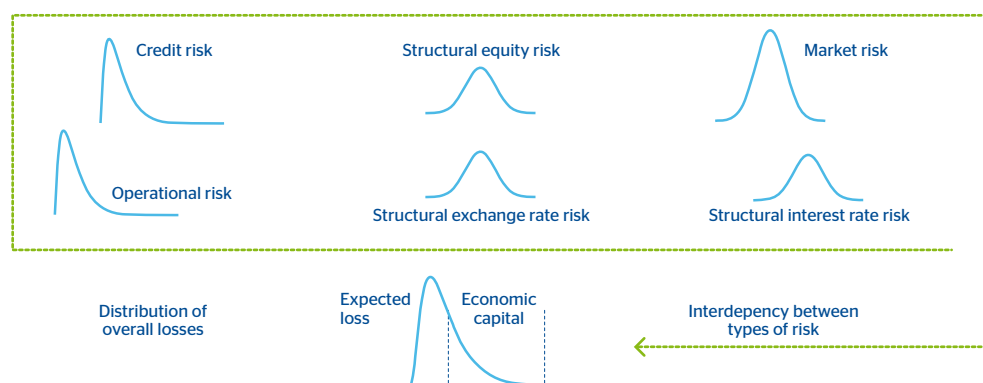 Credit risk
Structural equity risk
Market risk
Operational risk
Structural exchange rate risk
Structural interest rate risk
Distribution of
overall losses
Expected
loss
Economic
capital
Interdepency between
types of risk